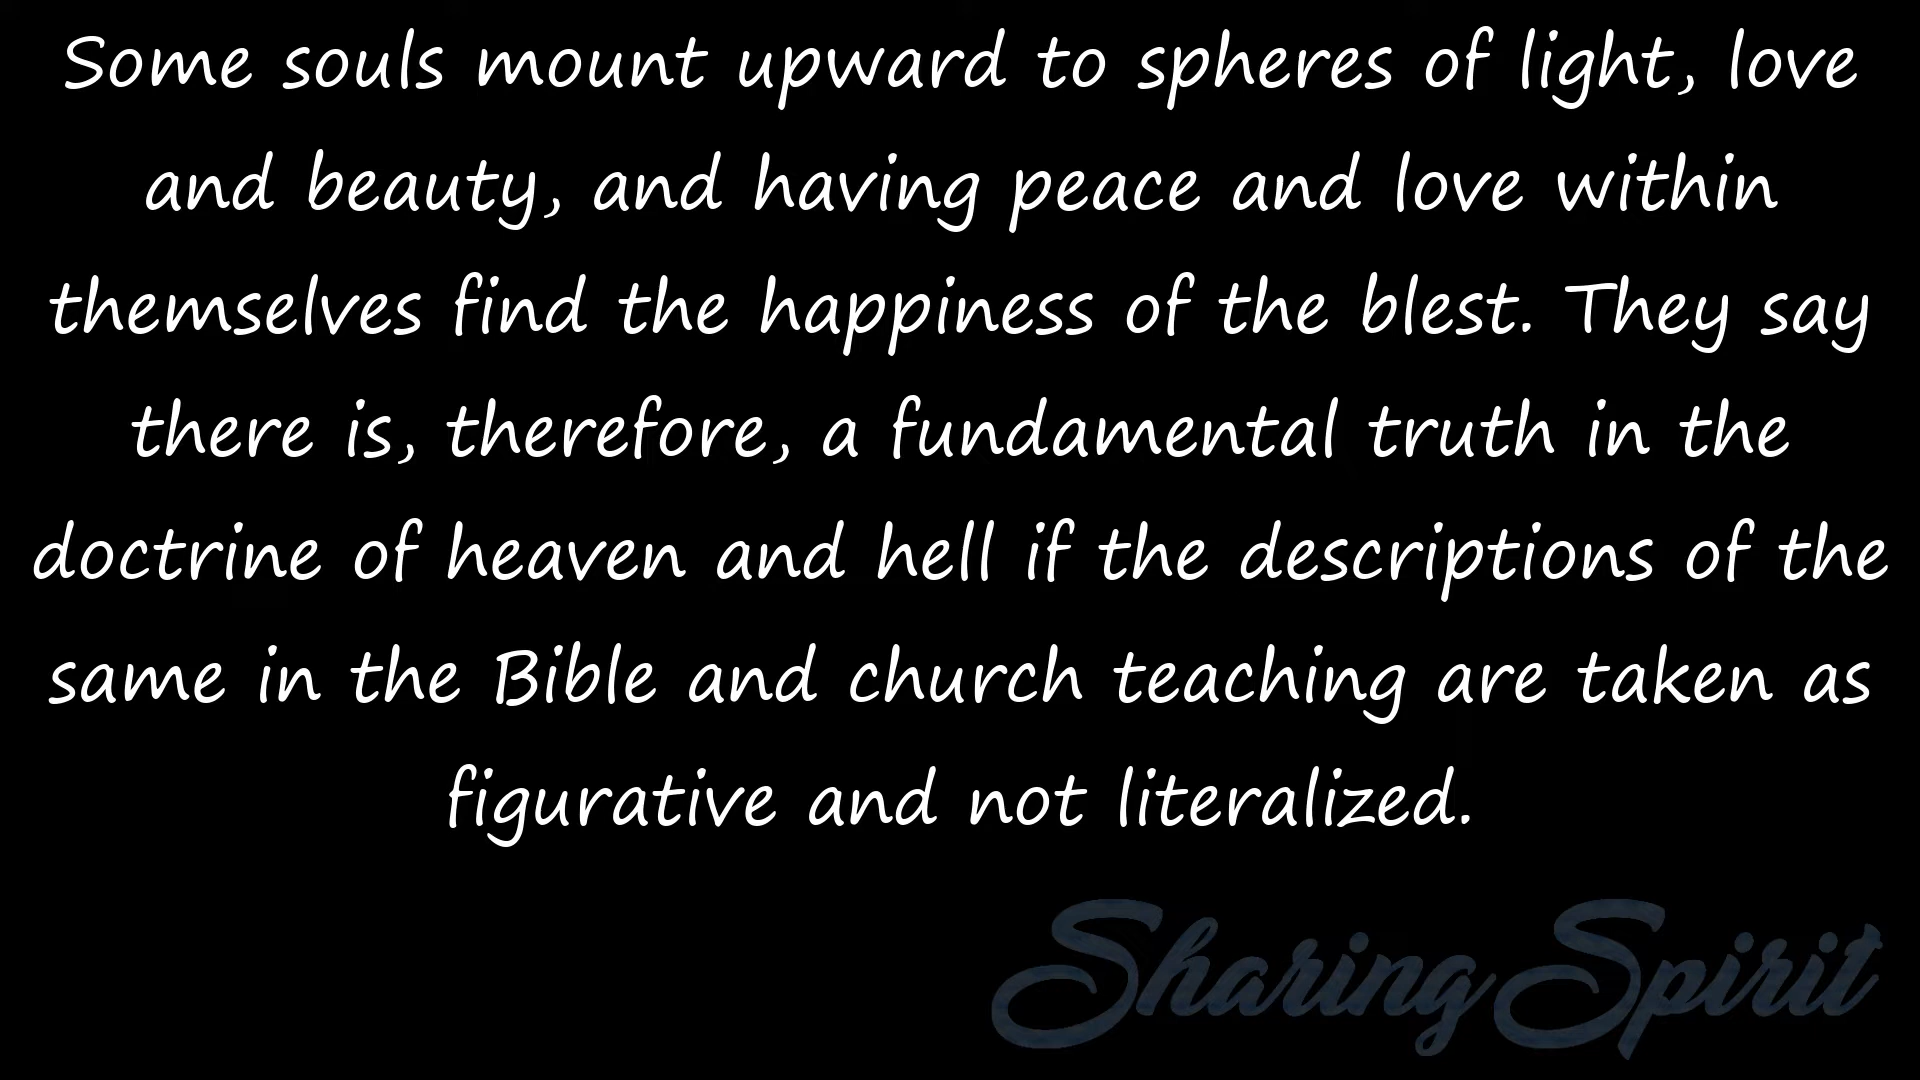 Some souls mount upward to spheres of light, love
and beauty, and having peace and love within
themselves find the happiness of the blest. They say
there is, therefore, a fundamental truth in the
doctrine of heaven and hell if the descriptions of the
same in the Bible and church teaching are taken as
figurative and not literalized.
Sharing Spirit